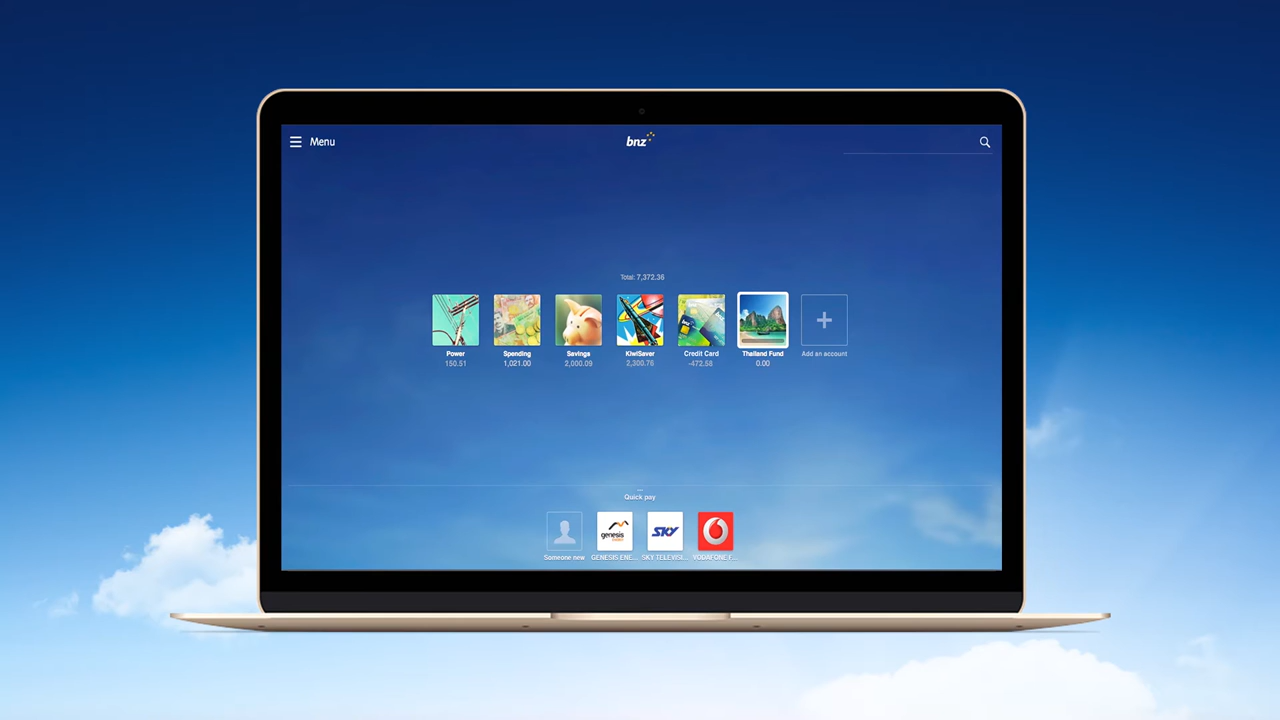 Menu
bnz
Total: 7,372.36
Power
150.51
Spending
1,021.00
Savings
2,000.09
KiwiSaver
2,300.76
Credit Card
-472.58
Thailand Fund
0.00
Add an account
Quick pay
genesis
SKY
Someone new
GENESIS ENE...
SKY TELEVISI...
VODAFONE F...